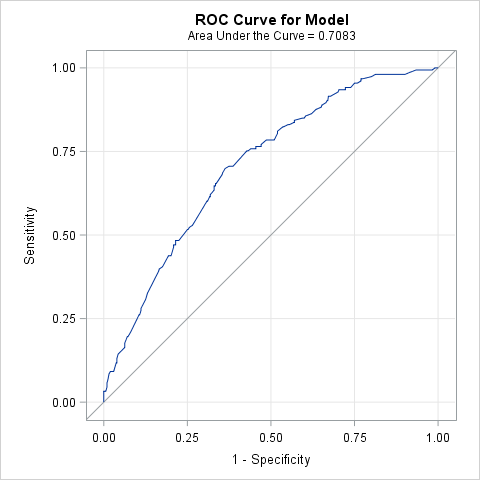 ROC Curve for Model
Area Under the Curve = 0.7083
1.00
0.75
0.50
0.25
0.00
Sensitivity
0.00 0.25 0.50 0.75 1.00
1 - Specificity